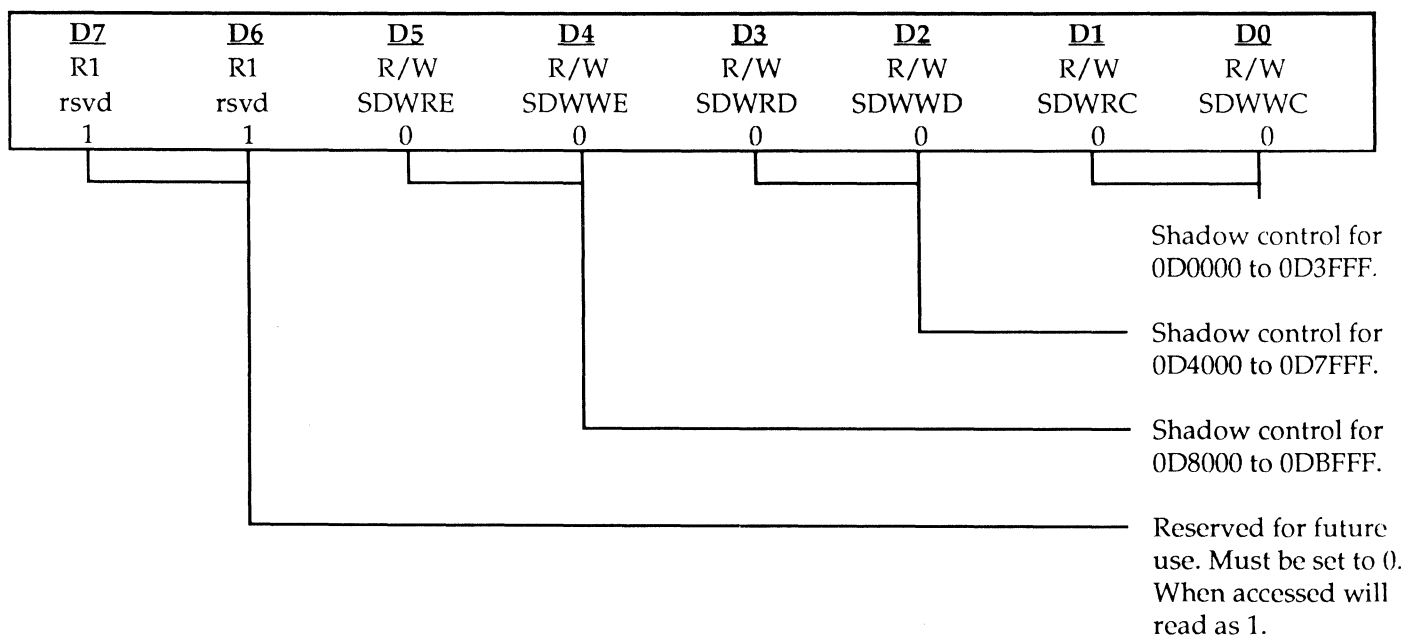 D7 D6 D5 D4 D3 D2 D1 D0
R1 R1 R/W R/W R/W R/W R/W R/W
rsvd rsvd SDWRE SDWWE SDWRD SDWWD SDWRC SDWWC
1 1 0 0 0 0 0 0
Shadow control for
0D0000 to 0D3FFF.
Shadow control for
0D4000 to 0D7FFF.
Shadow control for
0D8000 to 0DBFFF.
Reserved for future
use. Must be set to 0.
When accessed will
read as 1.